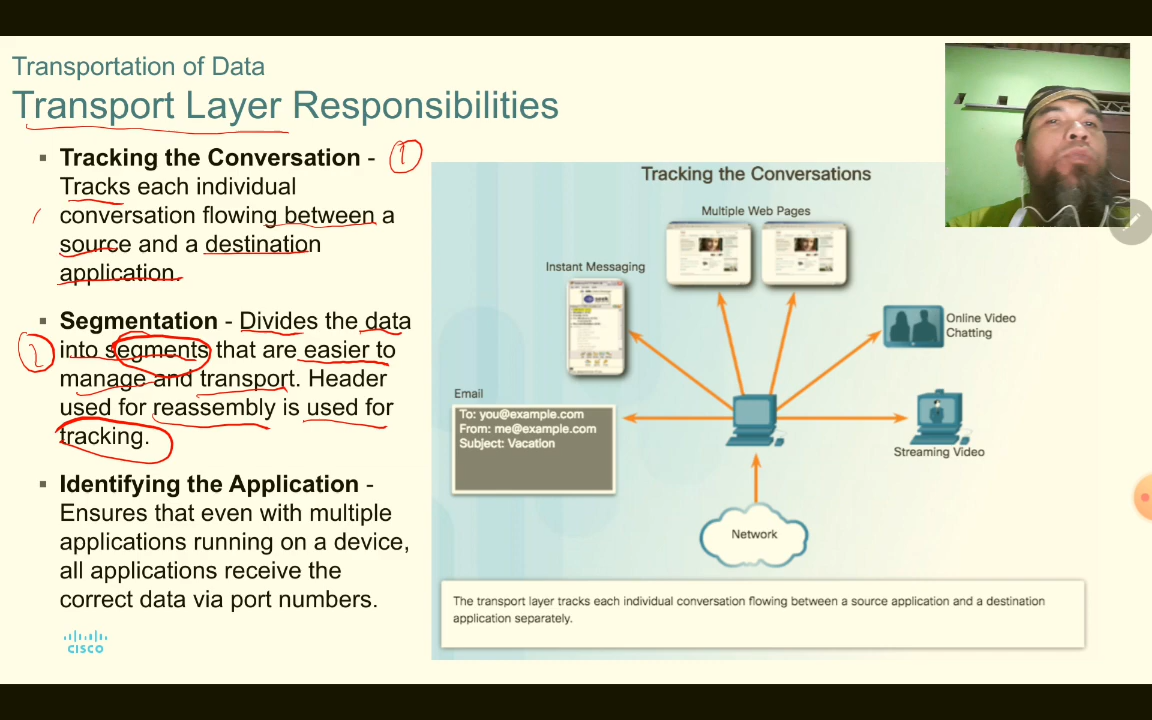 Transportation of Data
Transport Layer Responsibilities
▪ Tracking the Conversation - 1
Tracks each individual
conversation flowing between a
source and a destination
application.
▪ Segmentation - Divides the data
2 into segments that are easier to
manage and transport. Header
used for reassembly is used for
tracking.
▪ Identifying the Application -
Ensures that even with multiple
applications running on a device,
all applications receive the
correct data via port numbers.
CISCO
Tracking the Conversations
Multiple Web Pages
Instant Messaging
Online Video
Chatting
Email
To: you@example.com
From: me@example.com
Subject: Vacation
Streaming Video
Network
The transport layer tracks each individual conversation flowing between a source application and a destination
application separately.